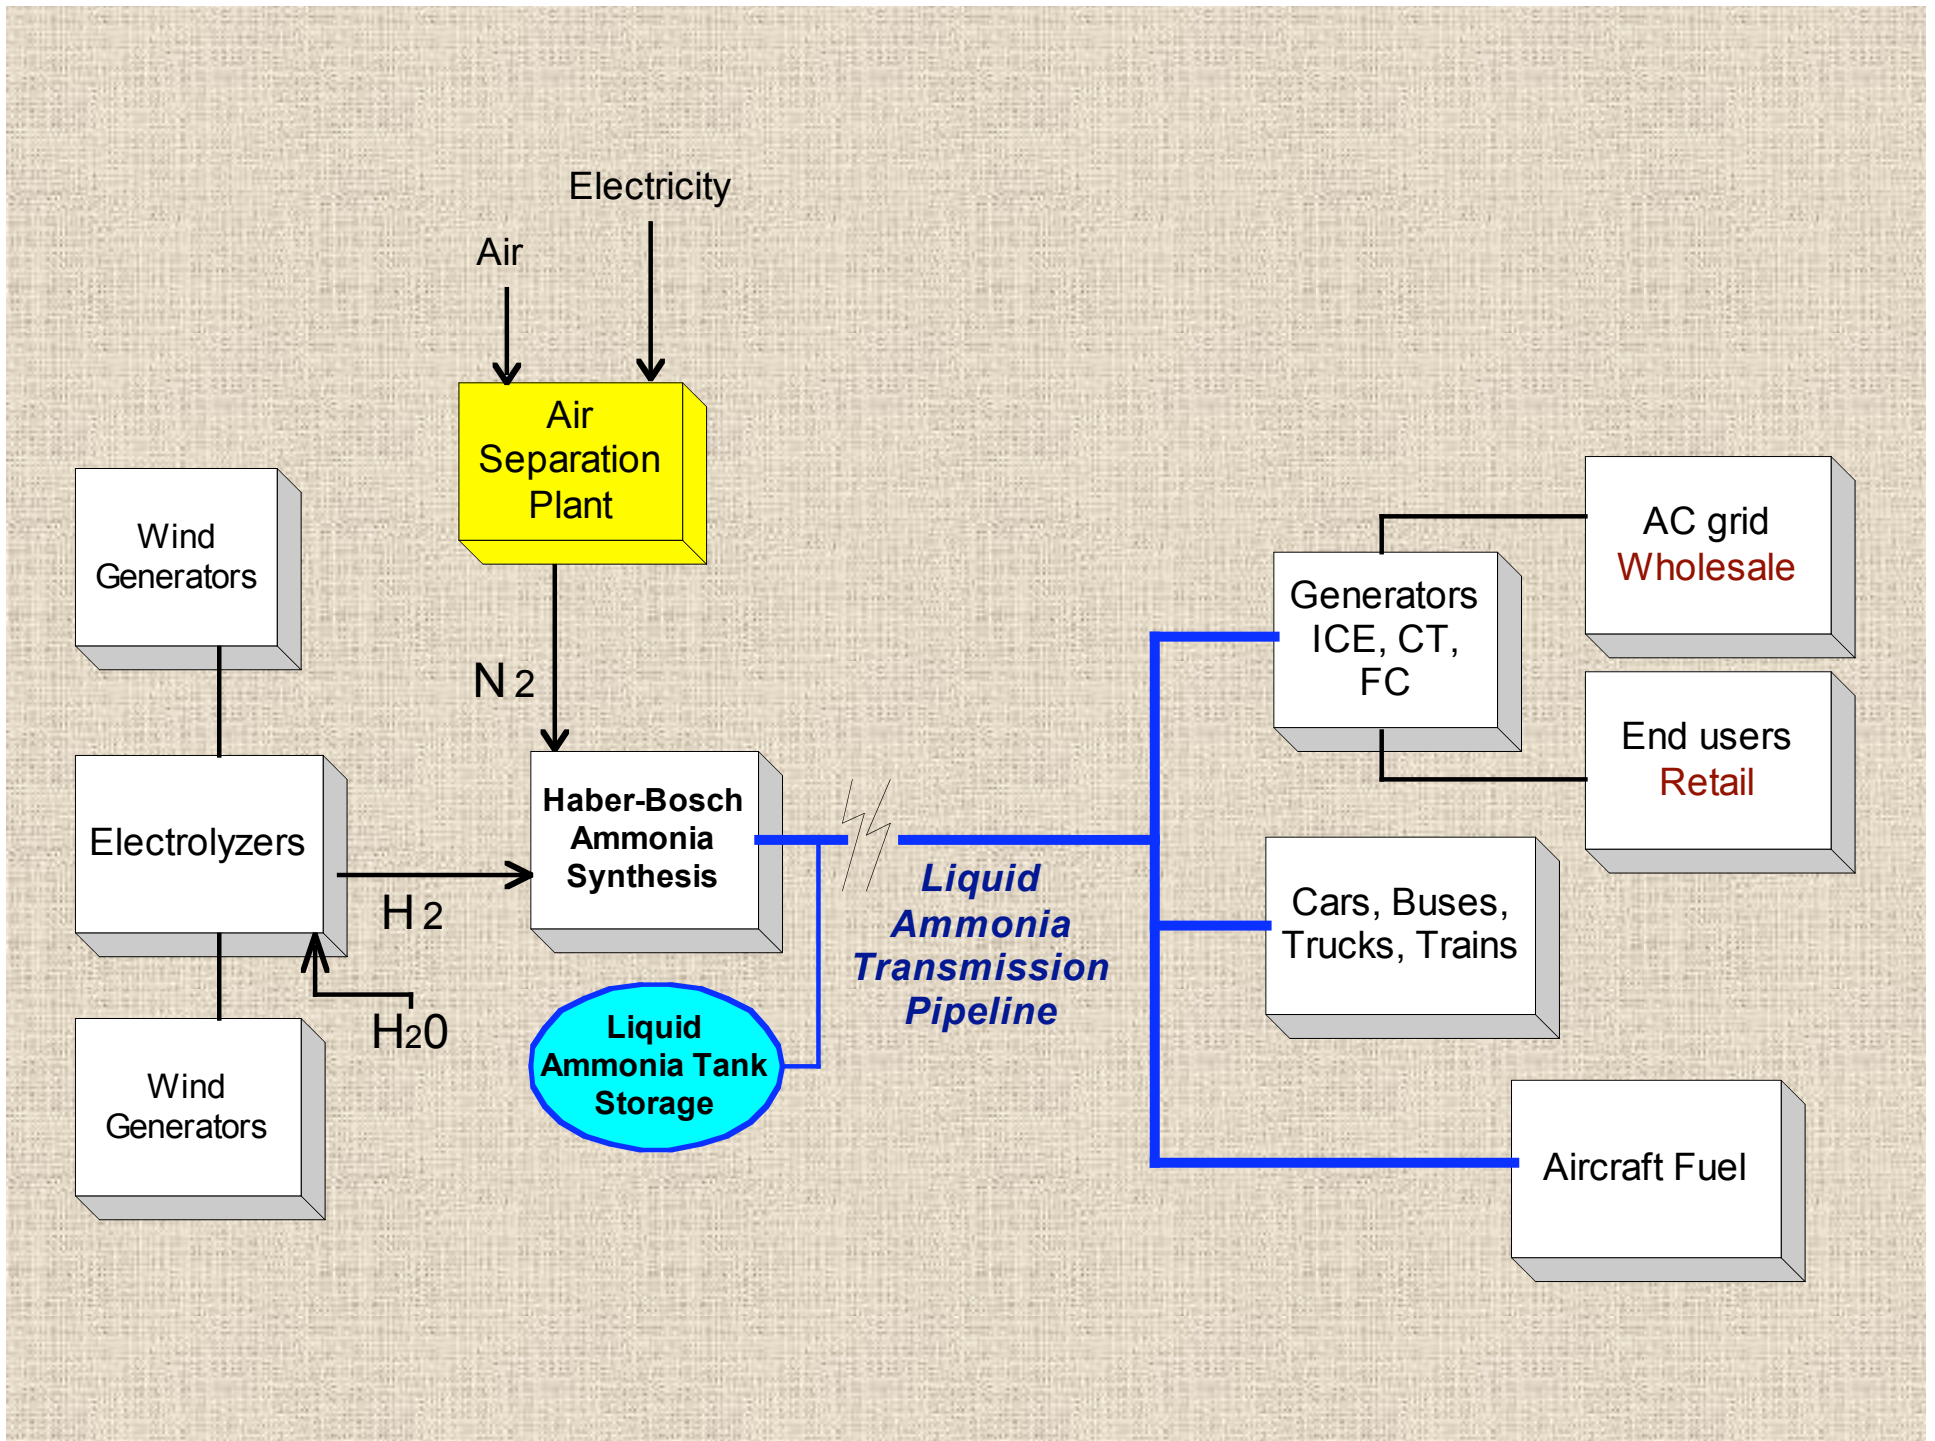 Electricity
Air
Air
Separation
Plant
Wind
Generators
N2
Electrolyzers
H2
H20
Wind
Generators
Haber-Bosch
Ammonia
Synthesis
Liquid
Ammonia Tank
Storage
Liquid
Ammonia
Transmission
Pipeline
Generators
ICE, CT,
FC
AC grid
Wholesale
End users
Retail
Cars, Buses,
Trucks, Trains
Aircraft Fuel